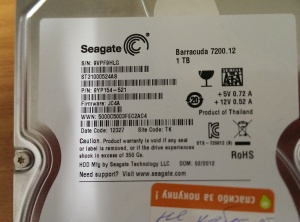 Seagate
Barracuda 7200.12
1 TB
S/N: 9VPF9HLG
ST31000524AS
P/N: 9YP154-521
Firmware: JC4A
WWN: 5000C5003F6C2AC4
Date Code: 12327 Site Code: TK
+5V 0.72 A
+12V 0.52 A
Product of Thailand
Caution: Product warranty is void if any seal
or label is removed, or if the drive experiences
shock in excess of 350 Gs.
HDD Mfg by Seagate Technology LLC DOM: 02/2012
Need support? Visit www.seagate.com
RoHS
спасибо за покупку!